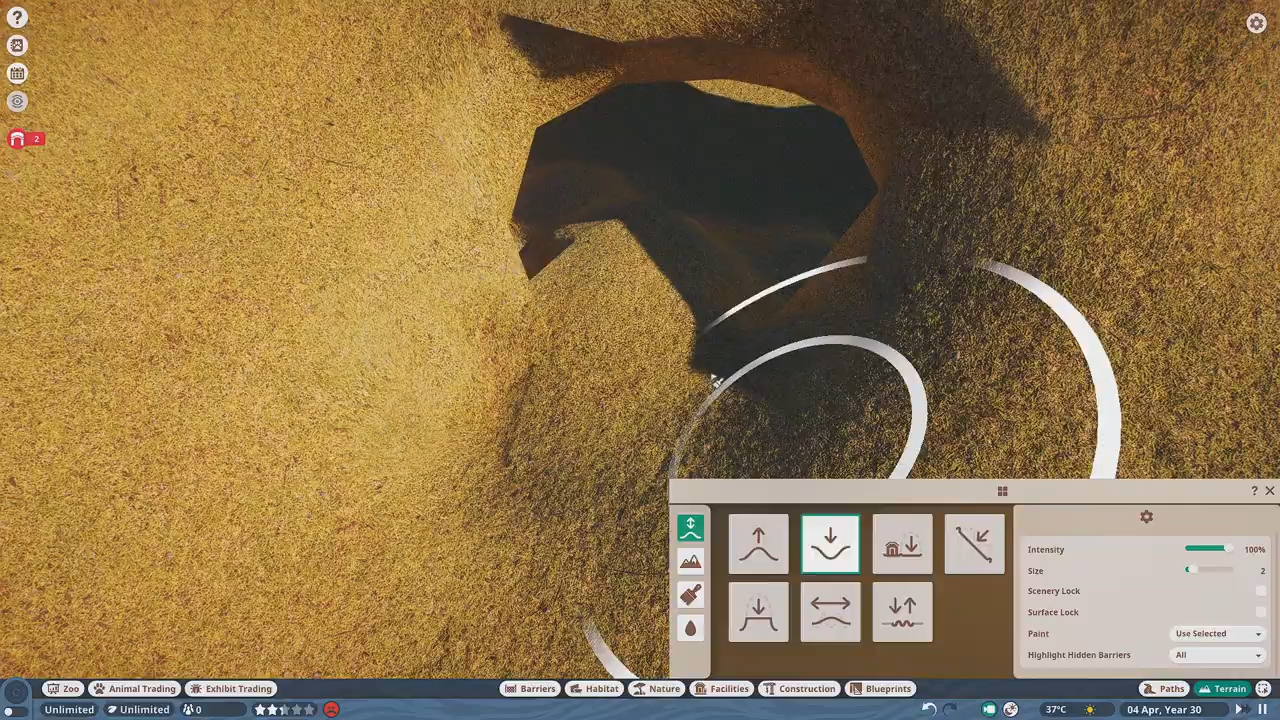 ?
2
?
Intensity 100%
Size 2
Scenery Lock
Surface Lock
Paint Use Selected
Highlight Hidden Barriers All
Zoo Animal Trading Exhibit Trading Barriers Habitat Nature Facilities Construction Blueprints Paths Terrain
Unlimited Unlimited 0 37°C 04 Apr, Year 30